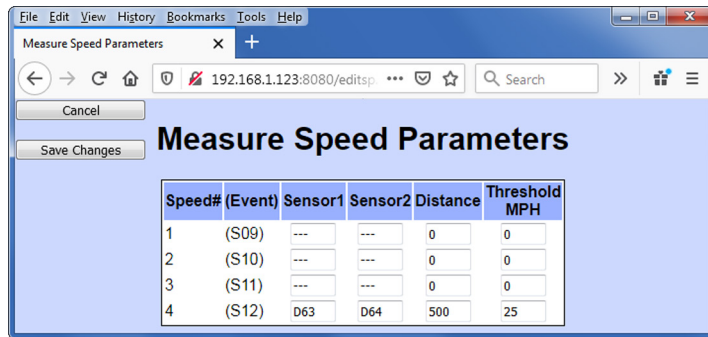 File Edit View History Bookmarks Tools Help
Measure Speed Parameters
192.168.1.123:8080/editsp
Search
Cancel
Save Changes
Measure Speed Parameters
Speed# (Event) Sensor1 Sensor2 Distance Threshold MPH
1 (S09) --- --- 0 0
2 (S10) --- --- 0 0
3 (S11) --- --- 0 0
4 (S12) D63 D64 500 25